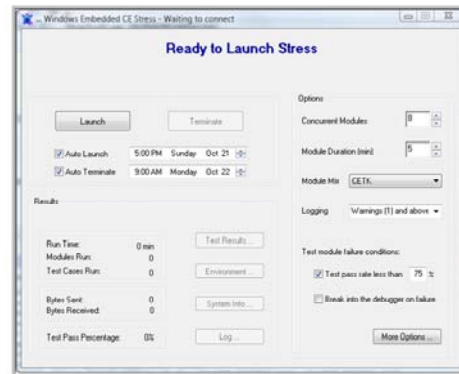 ... Windows Embedded CE Stress - Waiting to connect
Ready to Launch Stress
Launch
Terminate
Auto Launch
5:00 PM Sunday Oct 21
Auto Terminate
9:00 AM Monday Oct 22
Results
Run Time: 0 min
Modules Run: 0
Test Cases Run: 0
Bytes Sent: 0
Bytes Received: 0
Test Pass Percentage: 0%
Test Results ...
Environment ...
System Info ...
Log ...
Options
Concurrent Modules 8
Module Duration (min) 5
Module Mix CETK
Logging Warnings (1) and above
Test module failure conditions:
Test pass rate less than 75 %
Break into the debugger on failure
More Options ...